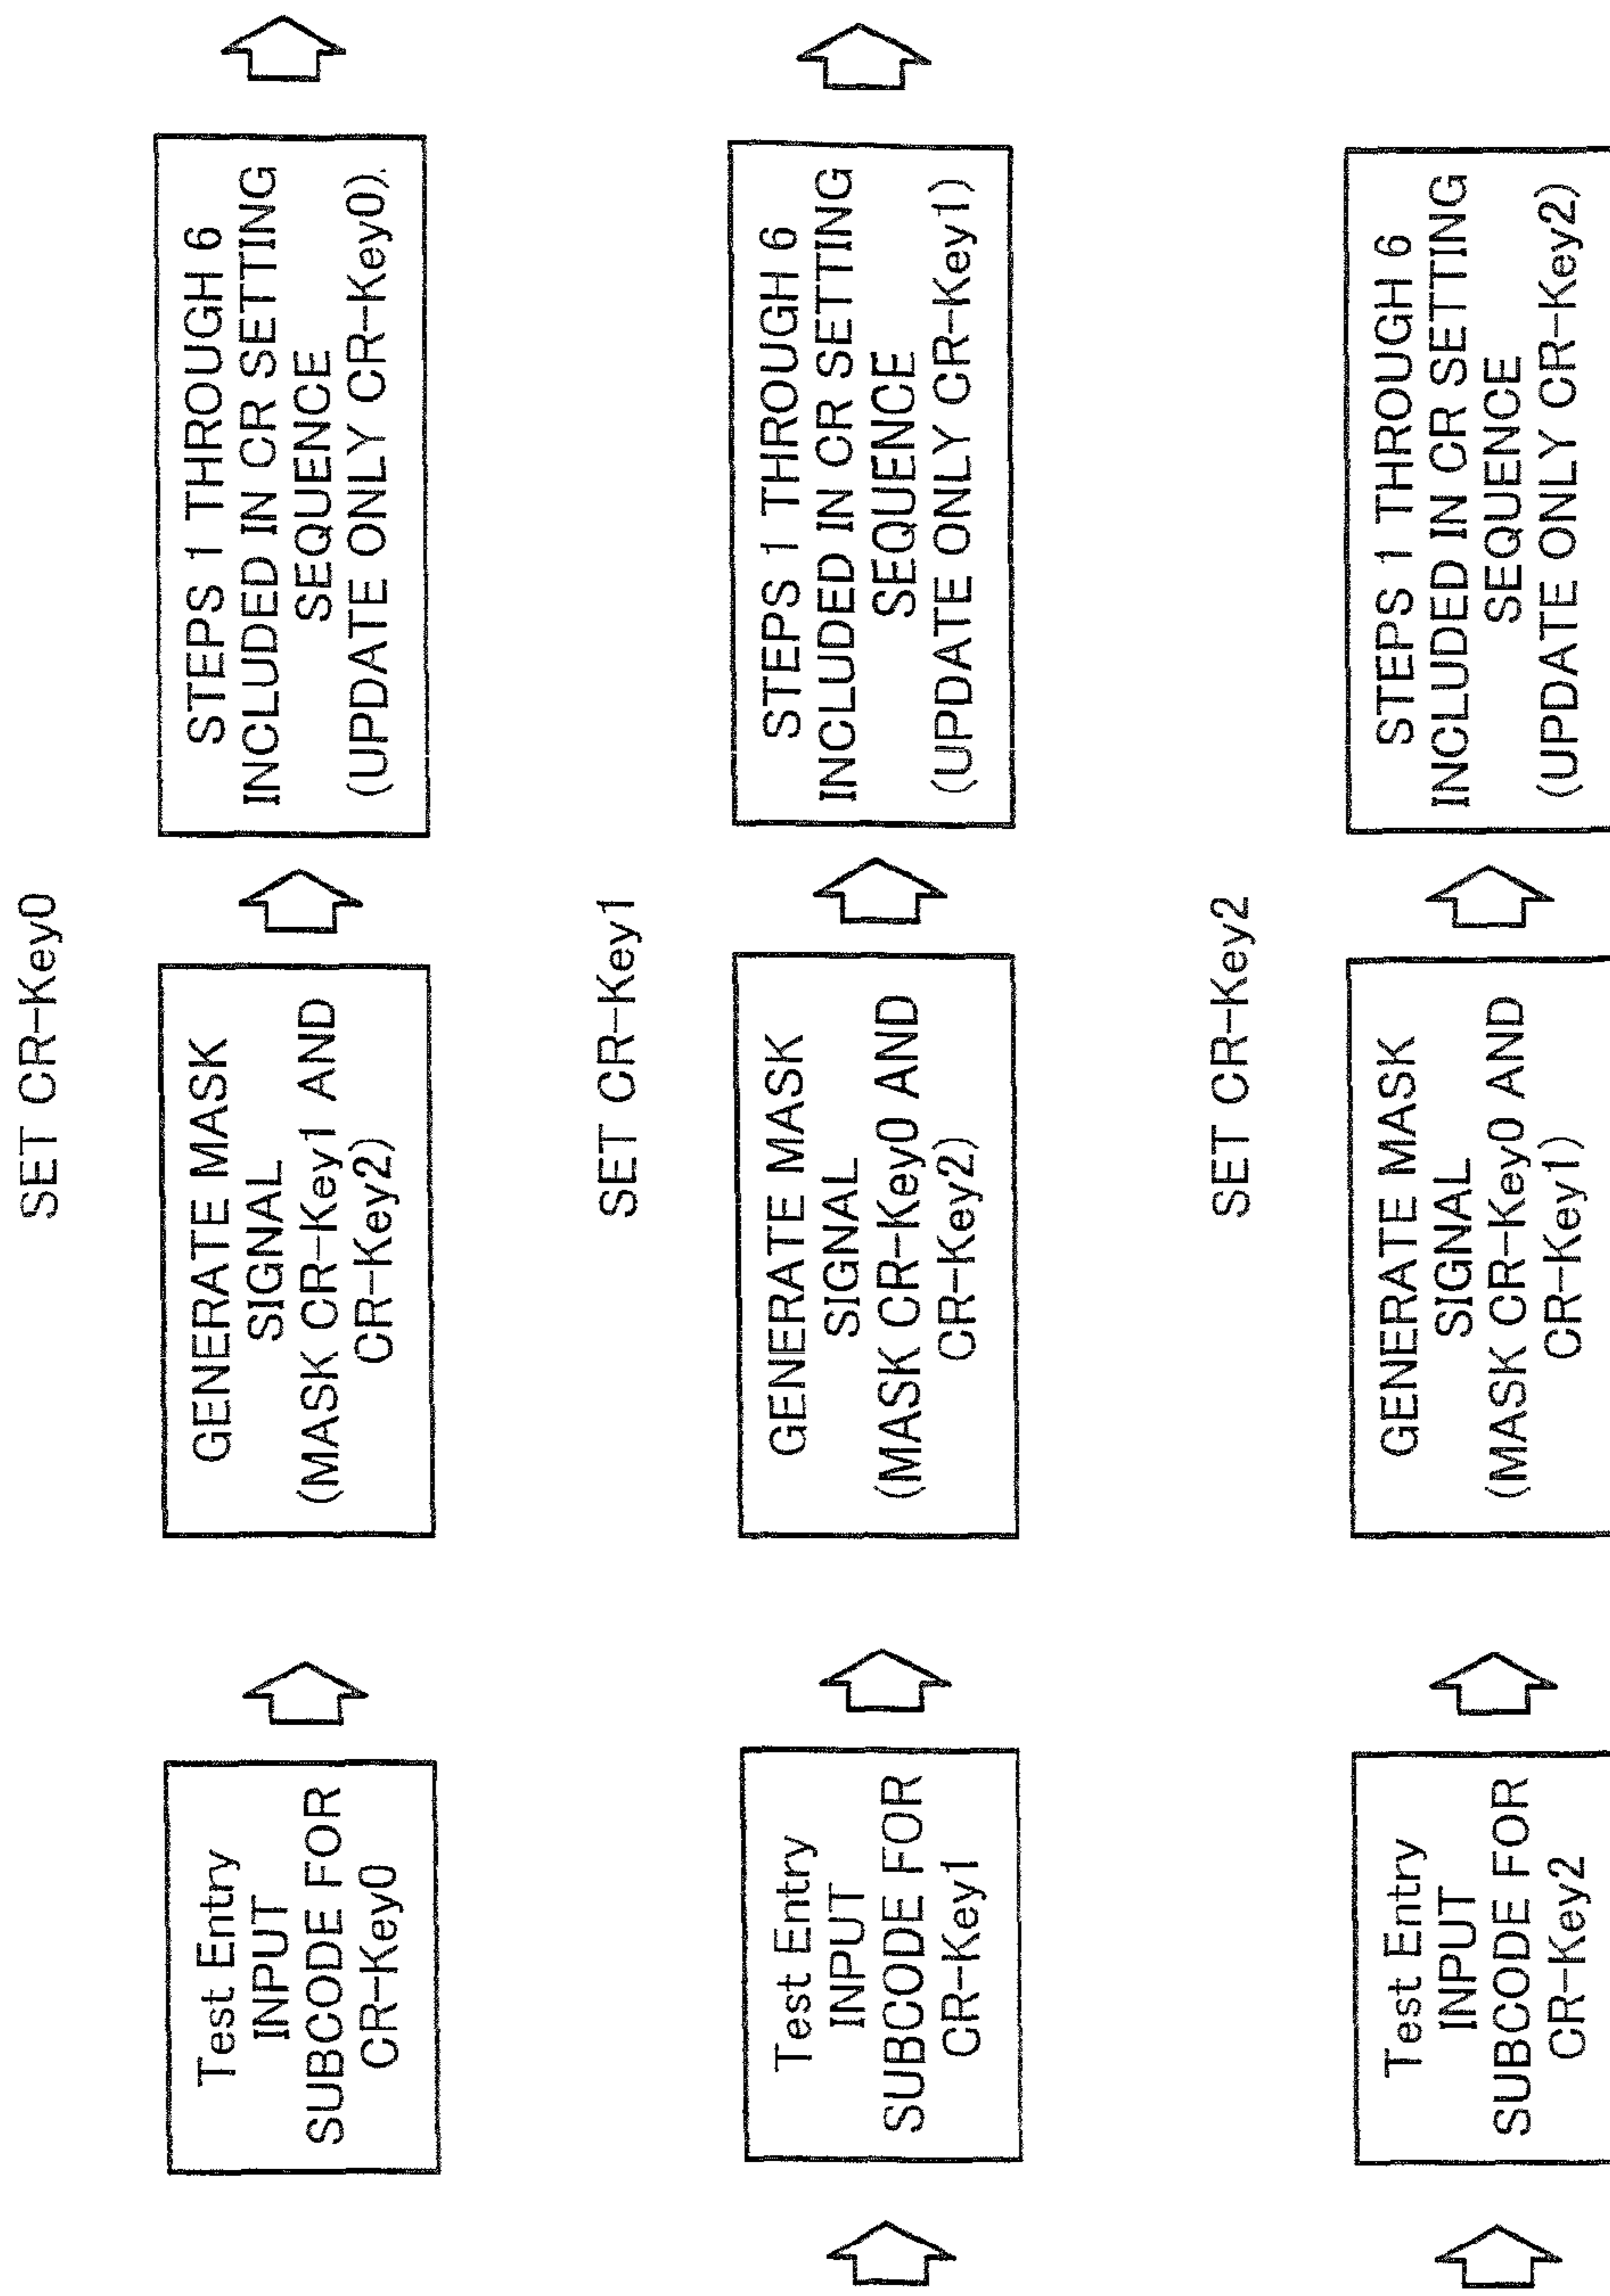 SET CR-Key0
Test Entry
INPUT
SUBCODE FOR
CR-Key0
GENERATE MASK
SIGNAL
(MASK CR-Key1 AND
CR-Key2)
STEPS 1 THROUGH 6
INCLUDED IN CR SETTING
SEQUENCE
(UPDATE ONLY CR-Key0).
SET CR-Key1
Test Entry
INPUT
SUBCODE FOR
CR-Key1
GENERATE MASK
SIGNAL
(MASK CR-Key0 AND
CR-Key2)
STEPS 1 THROUGH 6
INCLUDED IN CR SETTING
SEQUENCE
(UPDATE ONLY CR-Key1)
SET CR-Key2
Test Entry
INPUT
SUBCODE FOR
CR-Key2
GENERATE MASK
SIGNAL
(MASK CR-Key0 AND
CR-Key1)
STEPS 1 THROUGH 6
INCLUDED IN CR SETTING
SEQUENCE
(UPDATE ONLY CR-Key2)